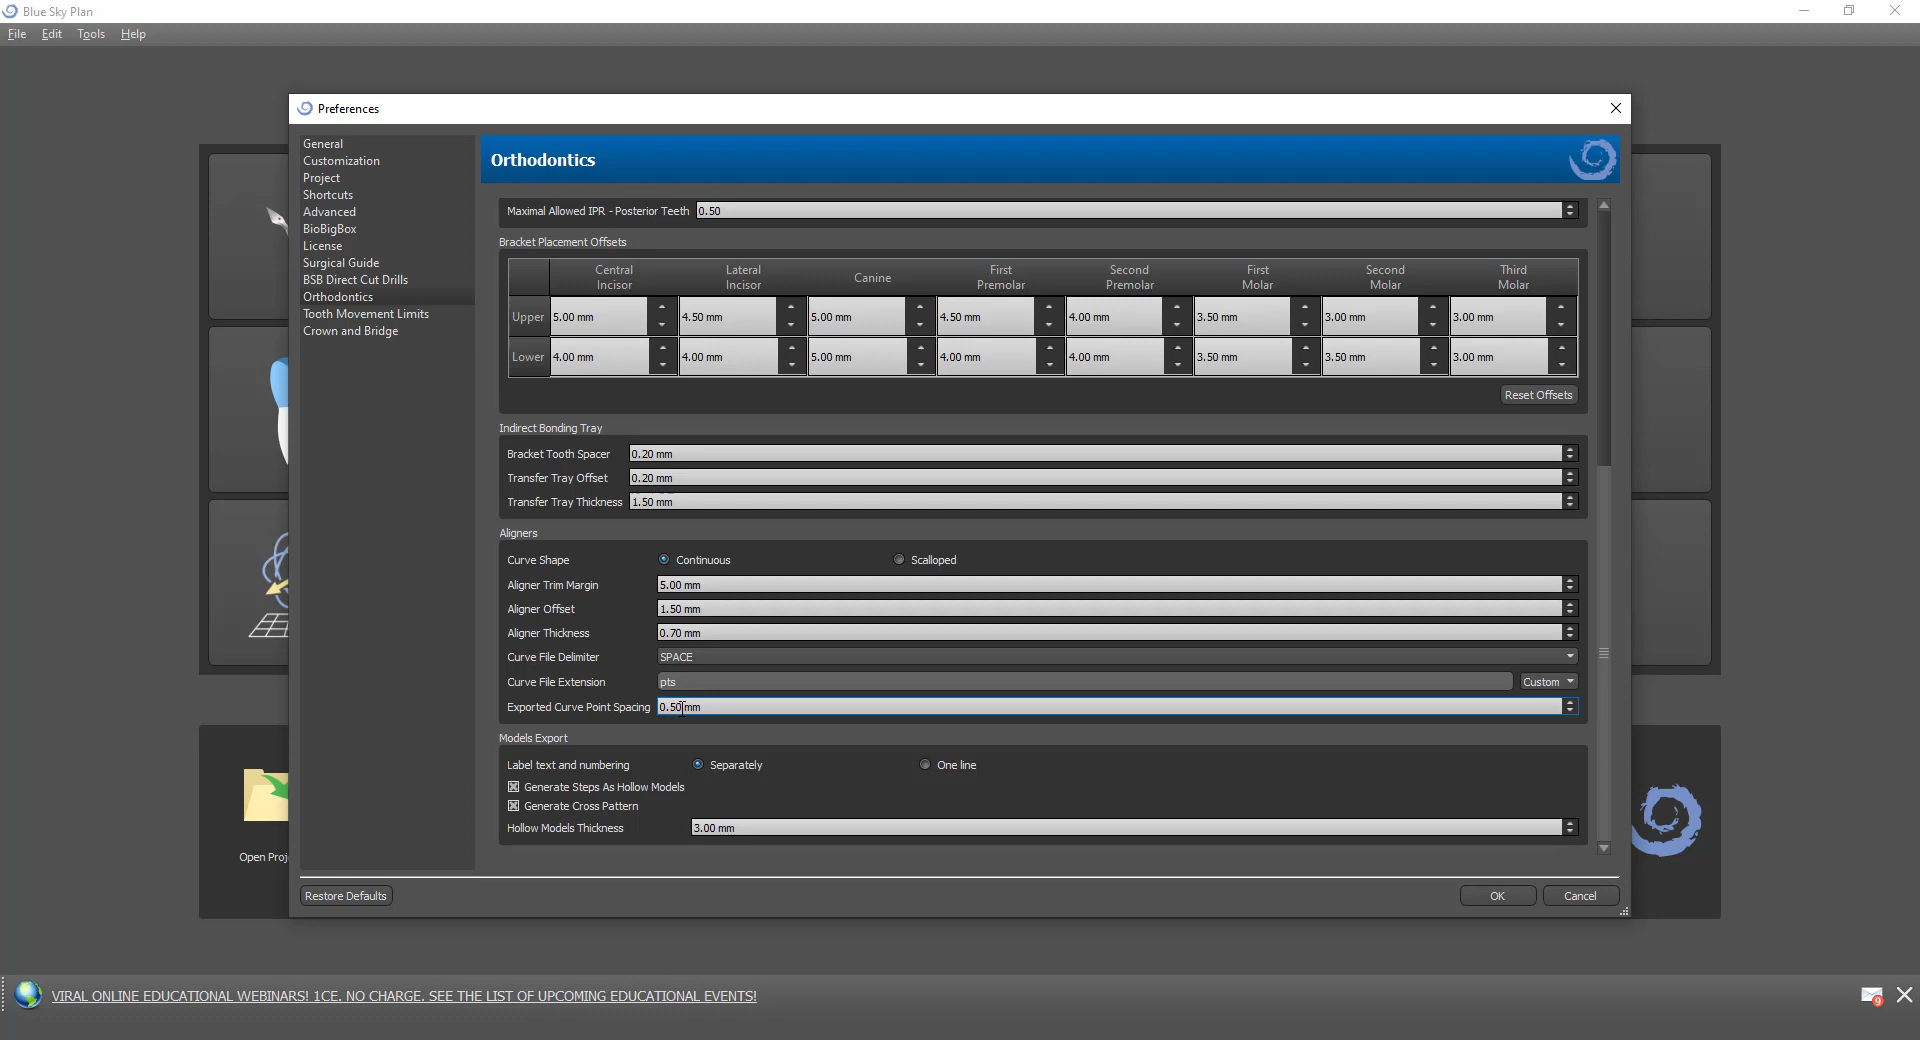 Blue Sky Plan
File Edit Tools Help
Preferences
General
Customization
Project
Shortcuts
Advanced
BioBigBox
License
Surgical Guide
BSB Direct Cut Drills
Orthodontics
Tooth Movement Limits
Crown and Bridge
Orthodontics
Maximal Allowed IPR - Posterior Teeth 0.50
Bracket Placement Offsets
Central Incisor Lateral Incisor Canine First Premolar Second Premolar First Molar Second Molar Third Molar
Upper 5.00 mm 4.50 mm 5.00 mm 4.50 mm 4.00 mm 3.50 mm 3.00 mm 3.00 mm
Lower 4.00 mm 4.00 mm 5.00 mm 4.00 mm 4.00 mm 3.50 mm 3.50 mm 3.00 mm
Reset Offsets
Indirect Bonding Tray
Bracket Tooth Spacer 0.20 mm
Transfer Tray Offset 0.20 mm
Transfer Tray Thickness 1.50 mm
Aligners
Curve Shape Continuous Scalloped
Aligner Trim Margin 5.00 mm
Aligner Offset 1.50 mm
Aligner Thickness 0.70 mm
Curve File Delimiter SPACE
Curve File Extension pts Custom
Exported Curve Point Spacing 0.50 mm
Models Export
Label text and numbering Separately One line
Generate Steps As Hollow Models
Generate Cross Pattern
Hollow Models Thickness 3.00 mm
Open Proj
Restore Defaults OK Cancel
VIRAL ONLINE EDUCATIONAL WEBINARS! 1CE. NO CHARGE. SEE THE LIST OF UPCOMING EDUCATIONAL EVENTS!
9